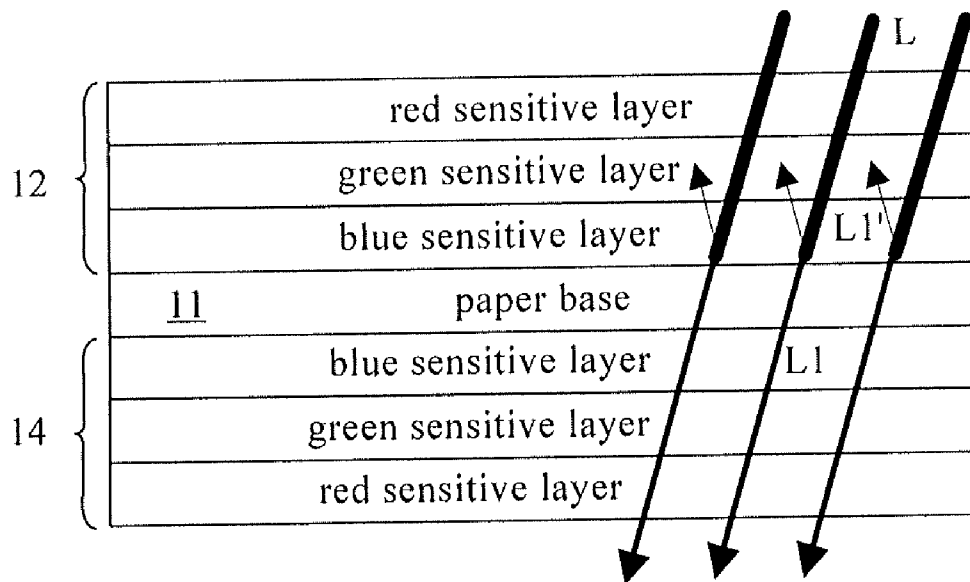 L
red sensitive layer
12
green sensitive layer
blue sensitive layer
L1'
11
paper base
blue sensitive layer
L1
14
green sensitive layer
red sensitive layer